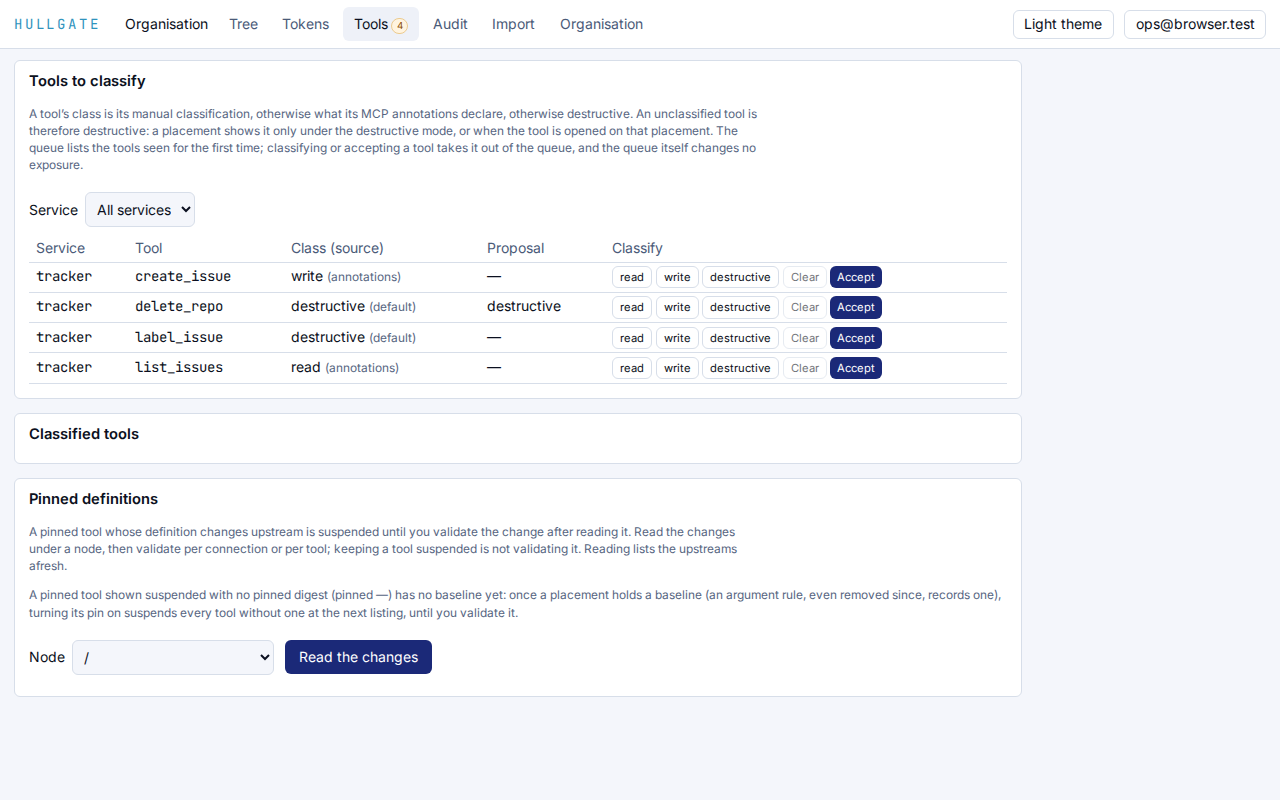 HULLGATE Organisation Tree Tokens Tools 4 Audit Import Organisation Light theme ops@browser.test
Tools to classify
A tool’s class is its manual classification, otherwise what its MCP annotations declare, otherwise destructive. An unclassified tool is
therefore destructive: a placement shows it only under the destructive mode, or when the tool is opened on that placement. The
queue lists the tools seen for the first time; classifying or accepting a tool takes it out of the queue, and the queue itself changes no
exposure.
Service All services
Service Tool Class (source) Proposal Classify
tracker create_issue write (annotations) — read write destructive Clear Accept
tracker delete_repo destructive (default) destructive read write destructive Clear Accept
tracker label_issue destructive (default) — read write destructive Clear Accept
tracker list_issues read (annotations) — read write destructive Clear Accept
Classified tools
Pinned definitions
A pinned tool whose definition changes upstream is suspended until you validate the change after reading it. Read the changes
under a node, then validate per connection or per tool; keeping a tool suspended is not validating it. Reading lists the upstreams
afresh.
A pinned tool shown suspended with no pinned digest (pinned —) has no baseline yet: once a placement holds a baseline (an argument rule, even removed since, records one),
turning its pin on suspends every tool without one at the next listing, until you validate it.
Node / Read the changes